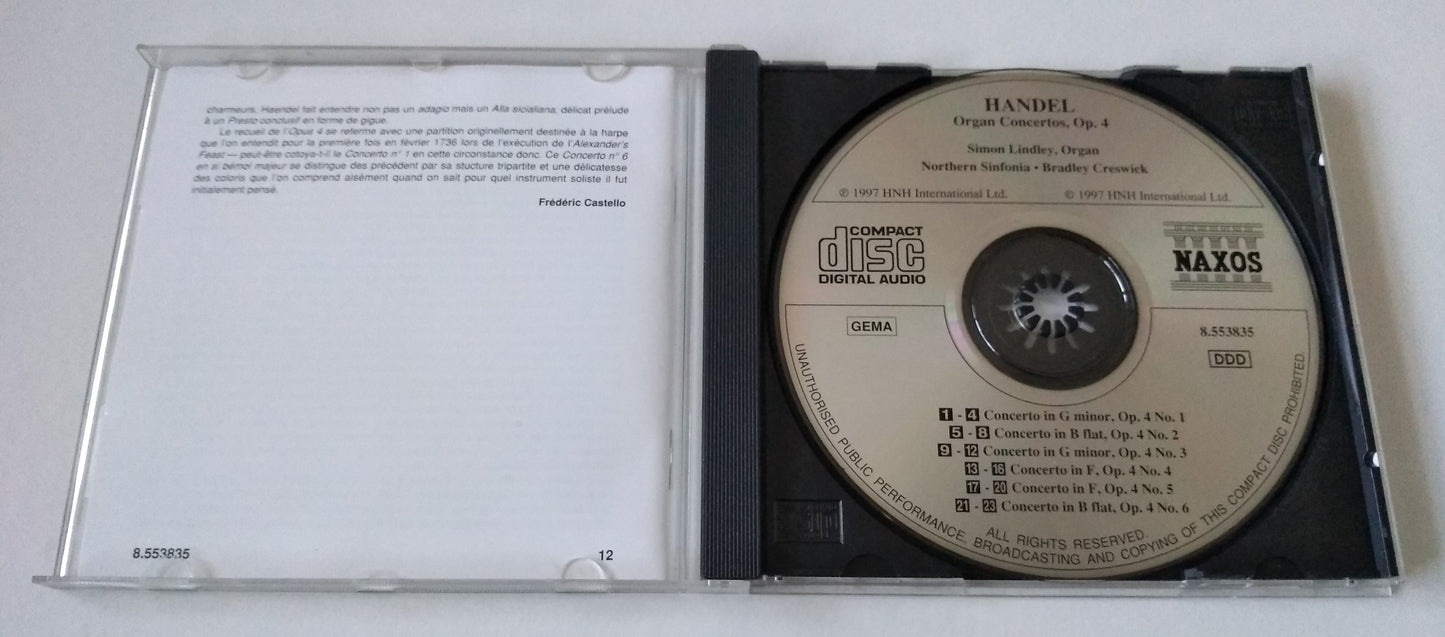 charmeurs, Haendel fait entendre non pas un adagio mais un Alla siciliana, délicat prélude
à un Presto conclusif en forme de gigue.
Le recueil de l'Opus 4 se referme avec une partition originellement destinée à la harpe
que l'on entendit pour la première fois en février 1736 lors de l'exécution de l'Alexander's
Feast — peut-être cotoya-t-il le Concerto n° 1 en cette circonstance donc. Ce Concerto n° 6
en si bémol majeur se distingue des précédent par sa stucture tripartite et une délicatesse
des coloris que l'on comprend aisément quand on sait pour quel instrument soliste il fut
initialement pensé.
Frédéric Castello
8.553835
12
HANDEL
Organ Concertos, Op. 4
Simon Lindley, Organ
Northern Sinfonia • Bradley Creswick
℗ 1997 HNH International Ltd.
© 1997 HNH International Ltd.
COMPACT
disc
DIGITAL AUDIO
NAXOS
GEMA
8.553835
DDD
1 - 4 Concerto in G minor, Op. 4 No. 1
5 - 8 Concerto in B flat, Op. 4 No. 2
9 - 12 Concerto in G minor, Op. 4 No. 3
13 - 16 Concerto in F, Op. 4 No. 4
17 - 20 Concerto in F, Op. 4 No. 5
21 - 23 Concerto in B flat, Op. 4 No. 6
ALL RIGHTS RESERVED.
UNAUTHORISED PUBLIC PERFORMANCE, BROADCASTING AND COPYING OF THIS COMPACT DISC PROHIBITED.